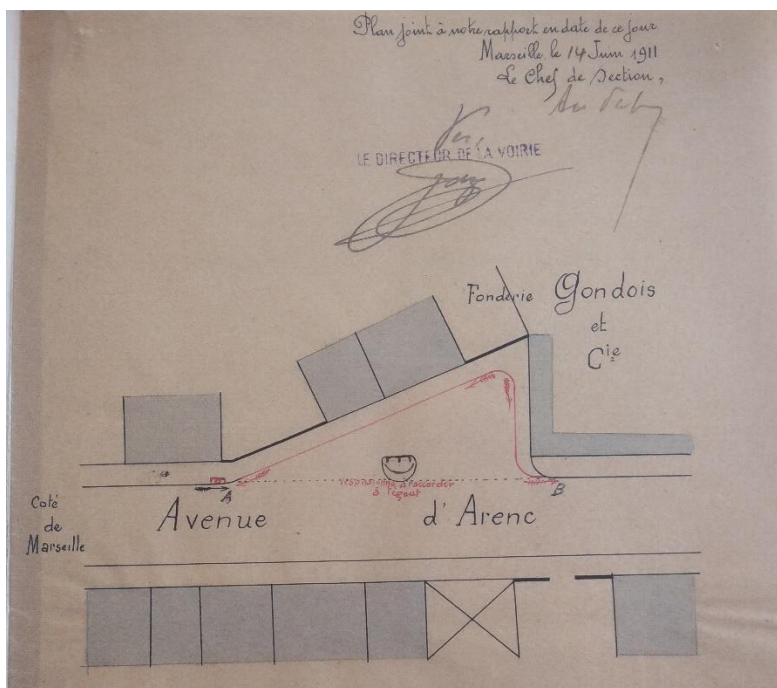 Plan joint à notre rapport en date de ce jour
Marseille le 14 Juin 1911
Le Chef de Section,
LE DIRECTEUR DE LA VOIRIE
Fonderie Gondois
et
Cie
A
B
à l'égout
Coté
de
Marseille
Avenue d'Arenc